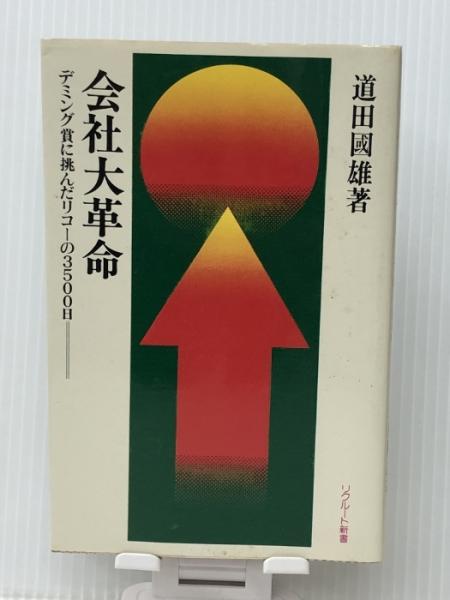 道田國雄著
会社大革命
デミング賞に挑んだリコーの3500日
リクルート新書